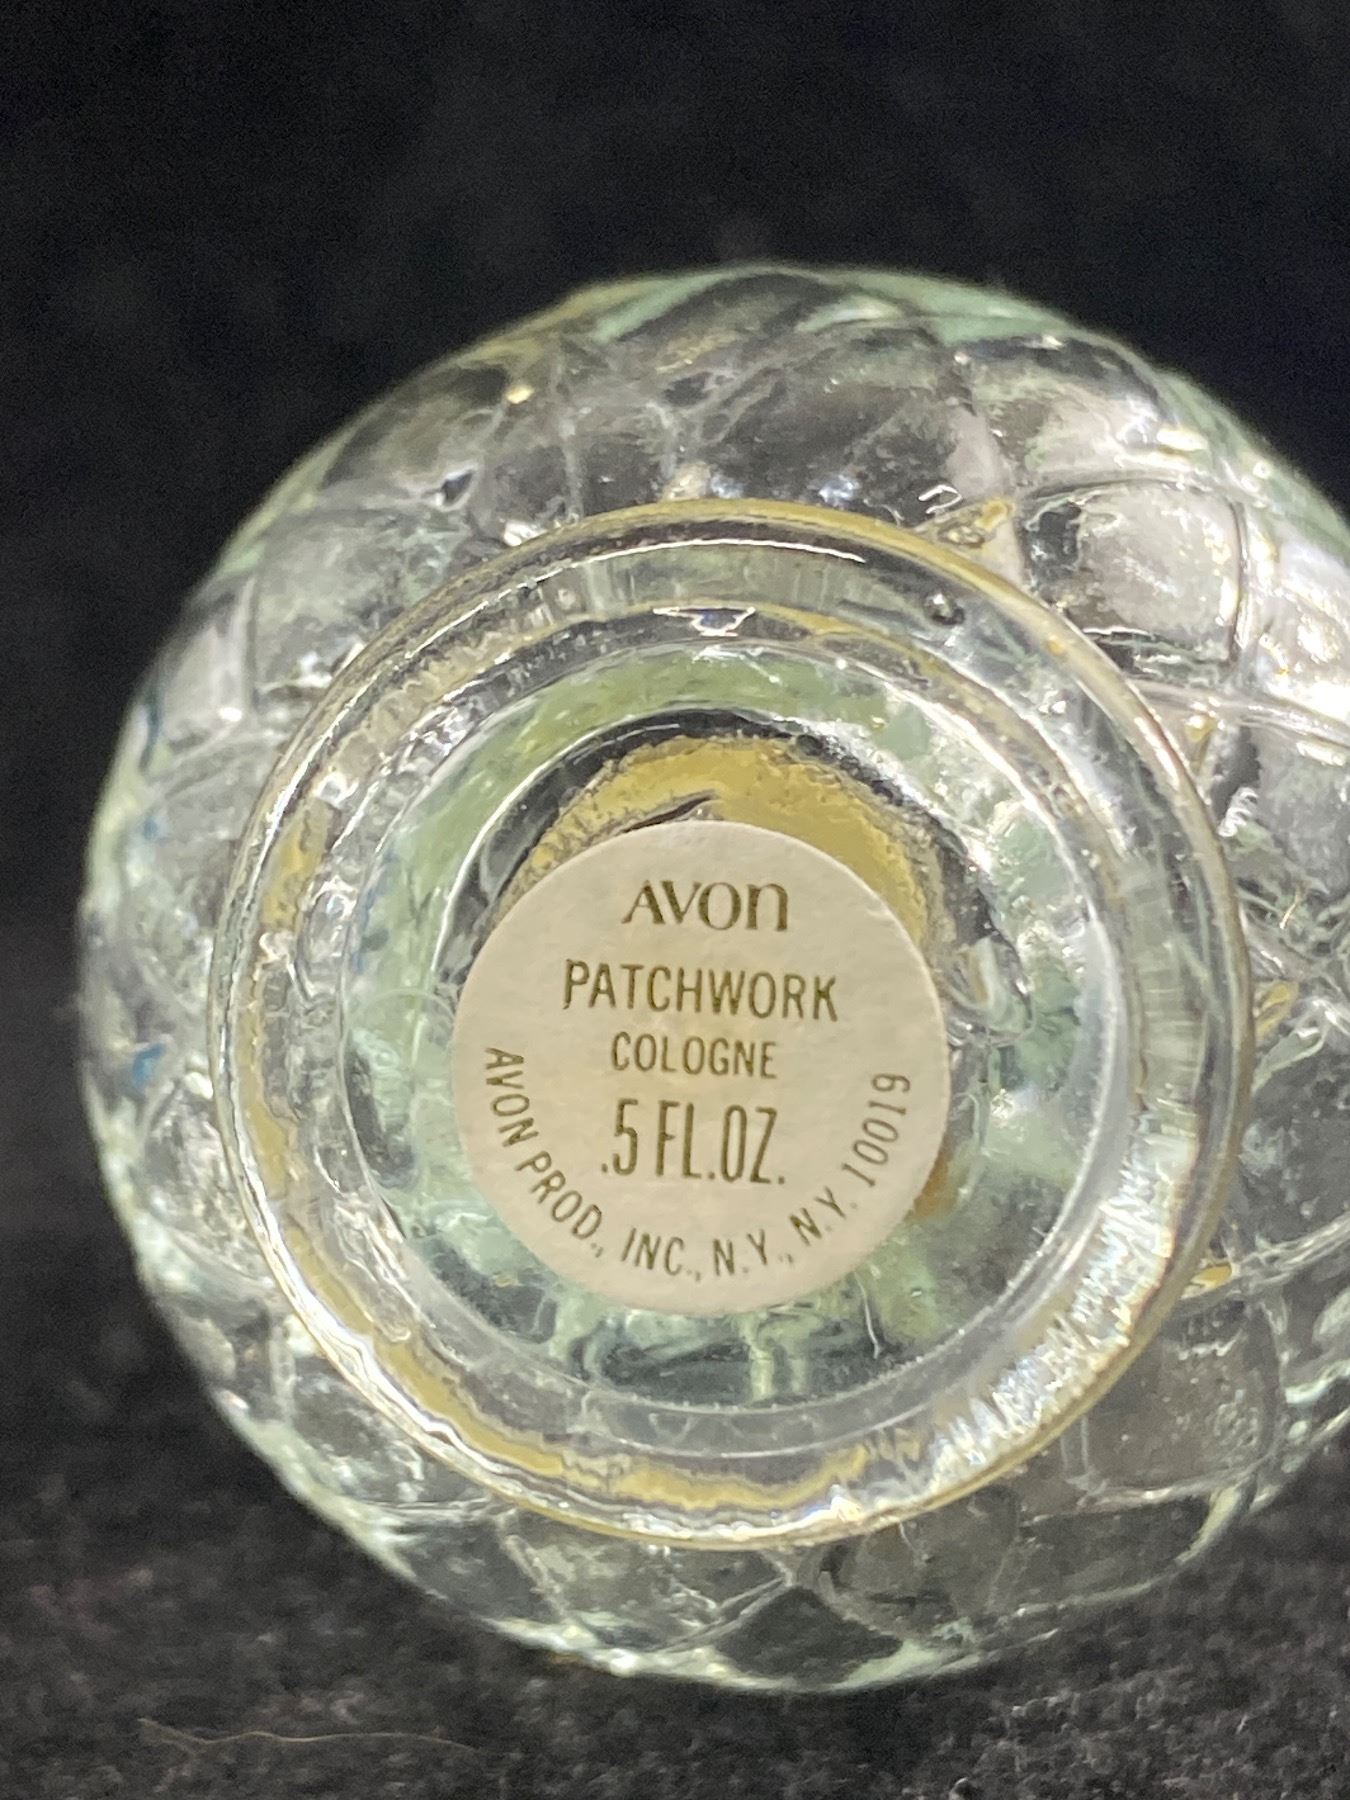 AVON
PATCHWORK
COLOGNE
.5 FL.OZ.
AVON PROD., INC., N.Y., N.Y. 10019